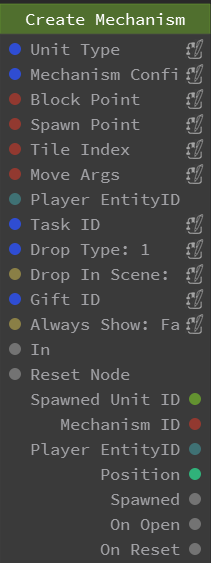 Create Mechanism
Unit Type
Mechanism Confi
Block Point
Spawn Point
Tile Index
Move Args
Player EntityID
Task ID
Drop Type: 1
Drop In Scene:
Gift ID
Always Show: Fa
In
Reset Node
Spawned Unit ID
Mechanism ID
Player EntityID
Position
Spawned
On Open
On Reset